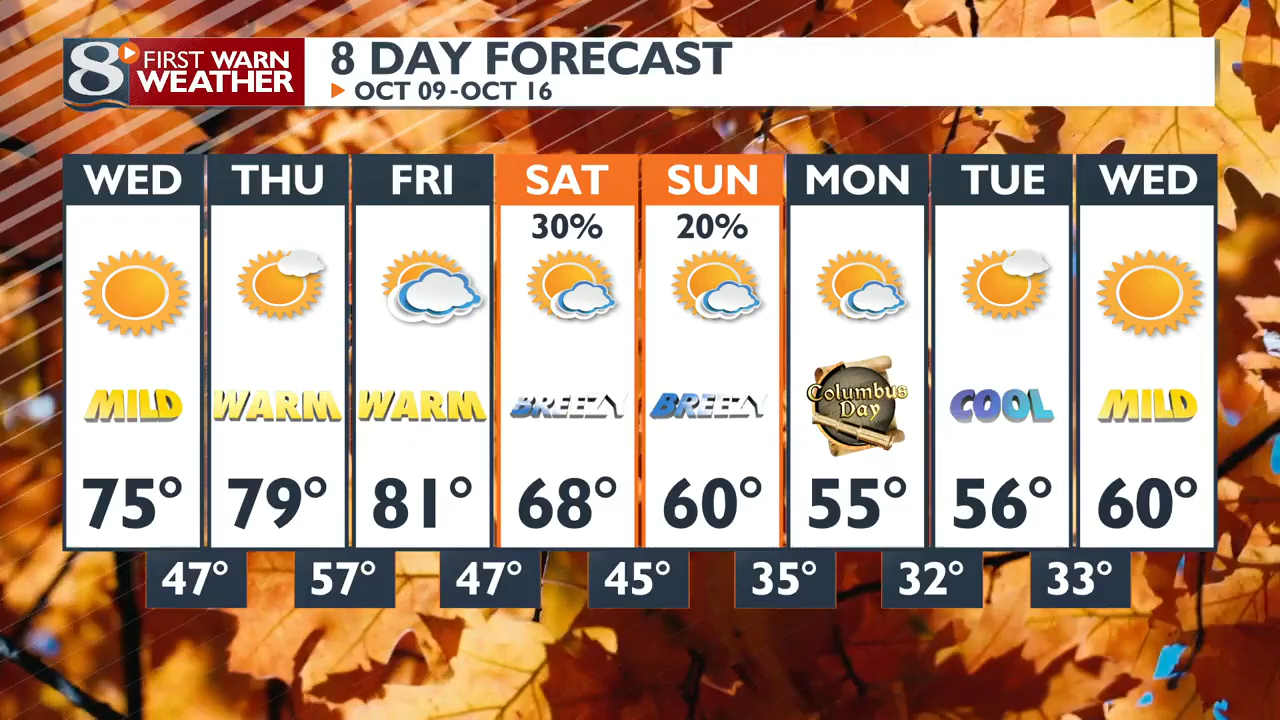 8 FIRST WARN
WEATHER
8 DAY FORECAST
OCT 09-OCT 16
WED THU FRI SAT SUN MON TUE WED
30% 20%
MILD WARM WARM BREEZY BREEZY Columbus
Day COOL MILD
75° 79° 81° 68° 60° 55° 56° 60°
47° 57° 47° 45° 35° 32° 33°